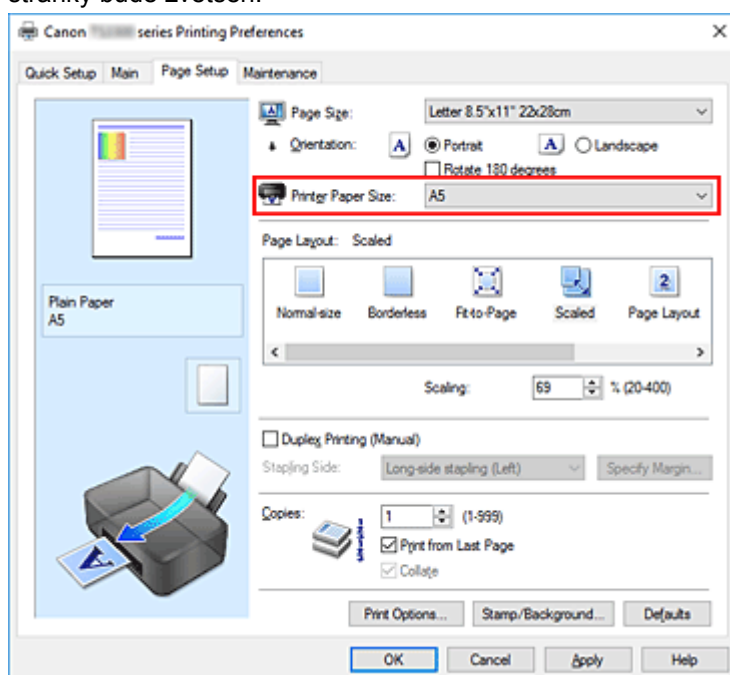 stránky bude zvětšen.
Canon series Printing Preferences
Quick Setup Main Page Setup Maintenance
Page Size: Letter 8.5"x11" 22x28cm
Orientation: A Portrait A Landscape
Rotate 180 degrees
Printer Paper Size: A5
Page Layout: Scaled
Normal-size Borderless Fit-to-Page Scaled 2 Page Layout
Plain Paper
A5
Scaling: 69 % (20-400)
Duplex Printing (Manual)
Stapling Side: Long-side stapling (Left) Specify Margin...
Copies: 1 (1-999)
Print from Last Page
Collate
A
Print Options... Stamp/Background... Defaults
OK Cancel Apply Help